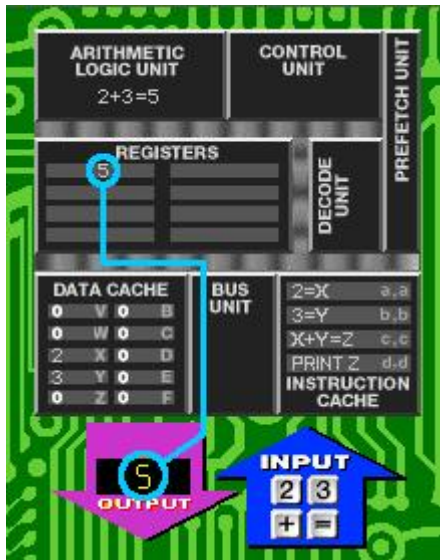 ARITHMETIC
LOGIC UNIT
2+3=5
CONTROL
UNIT
PREFETCH UNIT
REGISTERS
5
DECODE
UNIT
DATA CACHE
0 V 0 B
0 W 0 C
2 X 0 D
3 Y 0 E
0 Z 0 F
BUS
UNIT
2=X a,a
3=Y b,b
X+Y=Z c,c
PRINT Z d,d
INSTRUCTION
CACHE
5
OUTPUT
INPUT
2 3
+ =